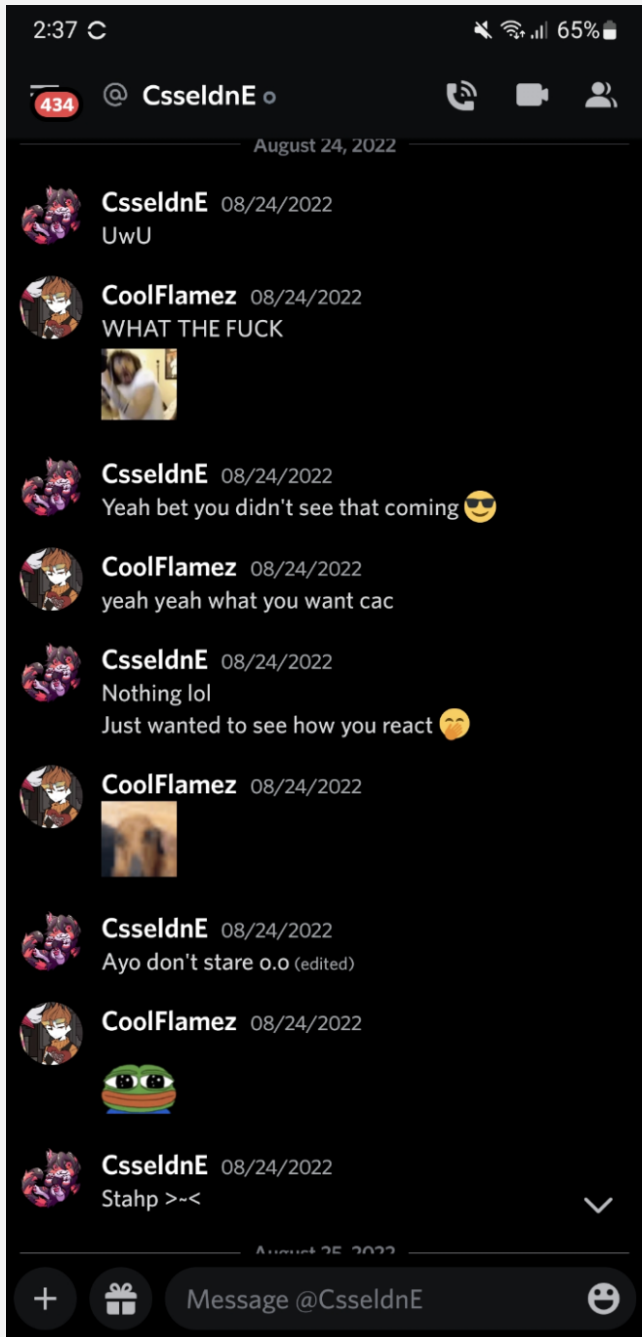 2:37
65%
434
@ CsseldnE
August 24, 2022
CsseldnE 08/24/2022
UwU
CoolFlamez 08/24/2022
WHAT THE FUCK
CsseldnE 08/24/2022
Yeah bet you didn't see that coming 😎
CoolFlamez 08/24/2022
yeah yeah what you want cac
CsseldnE 08/24/2022
Nothing lol
Just wanted to see how you react 🤭
CoolFlamez 08/24/2022
CsseldnE 08/24/2022
Ayo don't stare o.o (edited)
CoolFlamez 08/24/2022
CsseldnE 08/24/2022
Stahp >~<
August 25, 2022
Message @CsseldnE